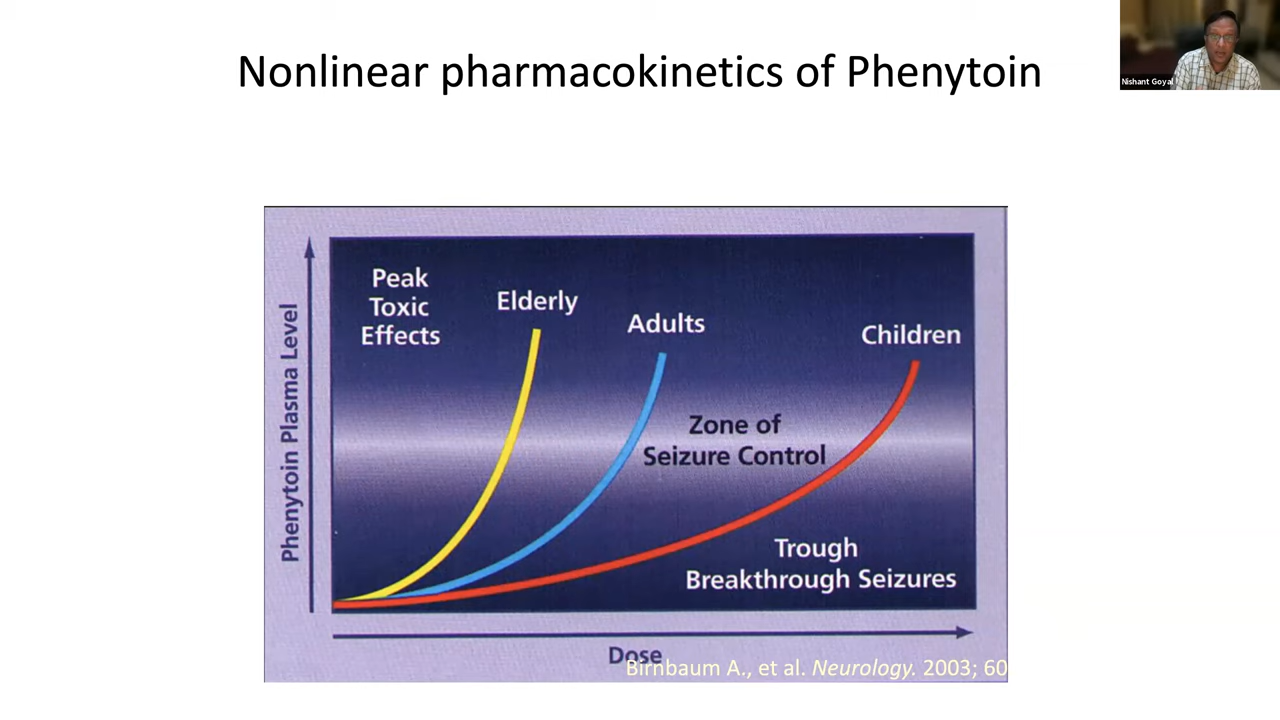 Nonlinear pharmacokinetics of Phenytoin
Nishant Goyal
Peak
Toxic
Effects
Elderly
Adults
Children
Zone of
Seizure Control
Trough
Breakthrough Seizures
Phenytoin Plasma Level
Dose
Birnbaum A., et al. Neurology. 2003; 60